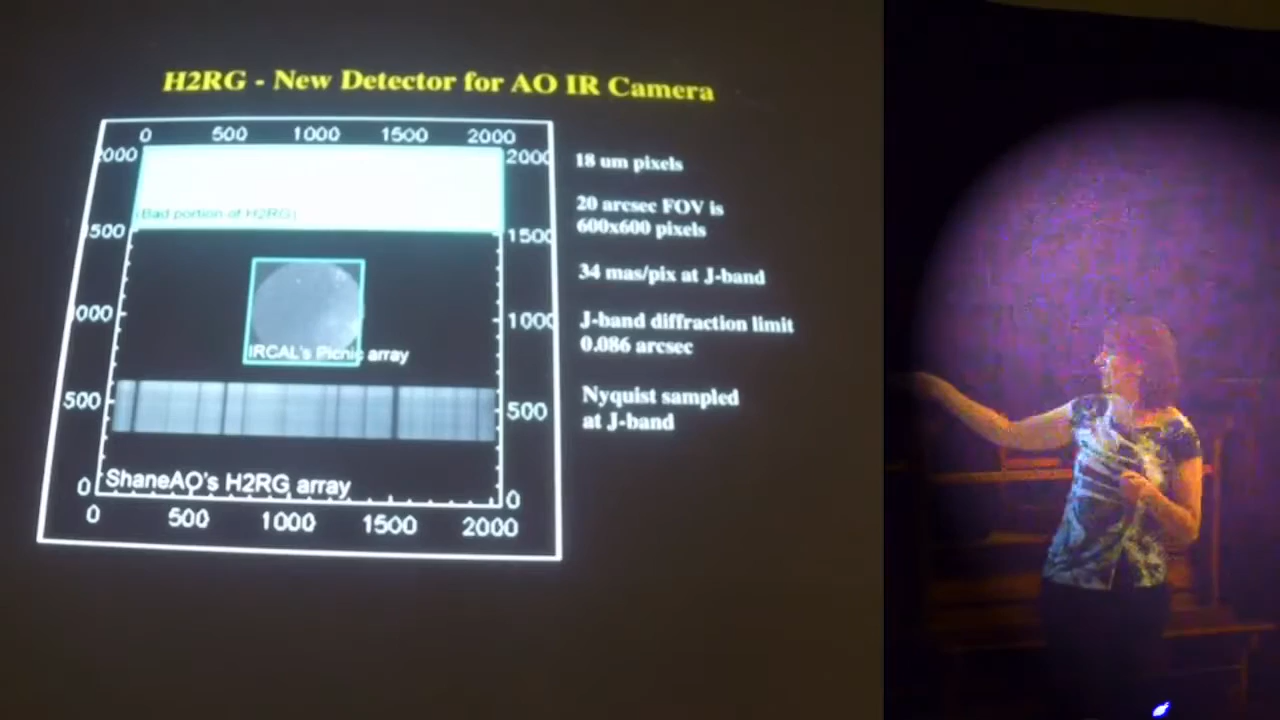 H2RG - New Detector for AO IR Camera
0 500 1000 1500 2000
2000 2000
(Bad portion of H2RG)
1500
1000 IRCAL's Picnic array 1000
500 500
ShaneAO's H2RG array
0 0
0 500 1000 1500 2000
18 um pixels
20 arcsec FOV is
600x600 pixels
34 mas/pix at J-band
J-band diffraction limit
0.086 arcsec
Nyquist sampled
at J-band